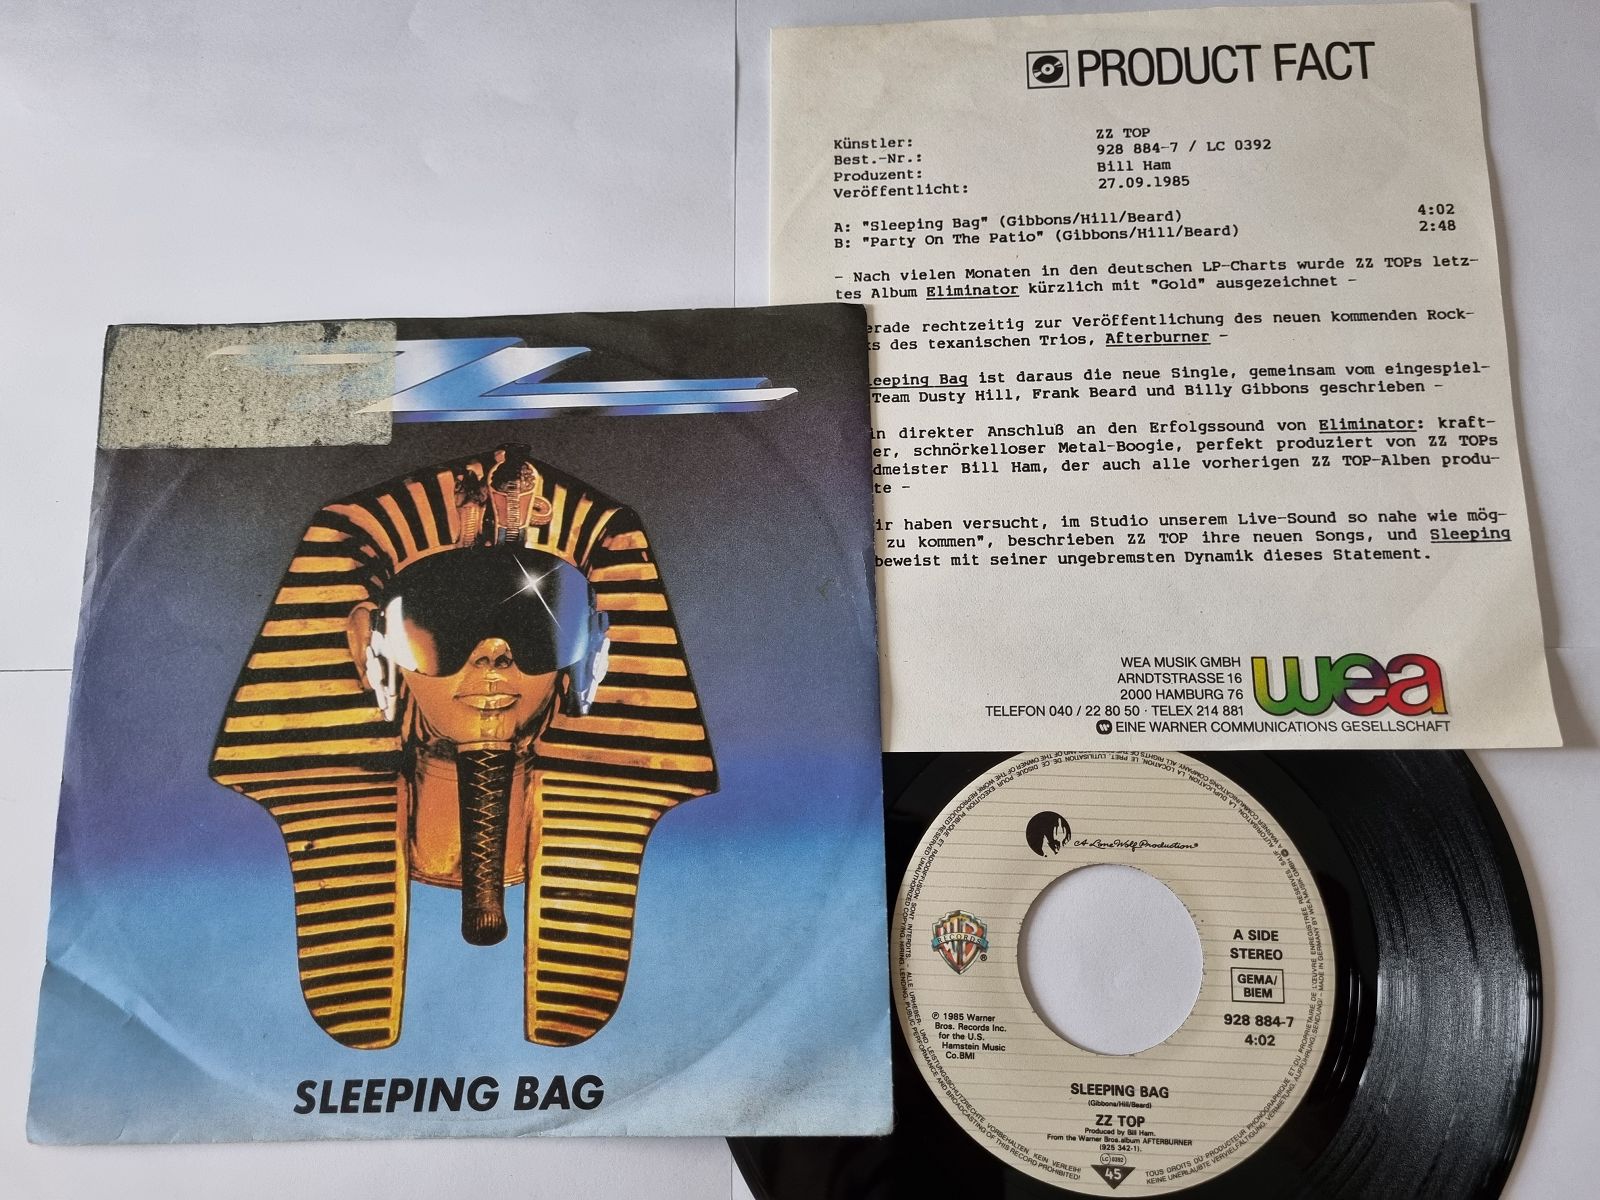 PRODUCT FACT
Künstler: ZZ TOP
Best.-Nr.: 928 884-7 / LC 0392
Produzent: Bill Ham
Veröffentlicht: 27.09.1985
A: "Sleeping Bag" (Gibbons/Hill/Beard) 4:02
B: "Party On The Patio" (Gibbons/Hill/Beard) 2:48
- Nach vielen Monaten in den deutschen LP-Charts wurde ZZ TOPs letz-
tes Album Eliminator kürzlich mit "Gold" ausgezeichnet -
erade rechtzeitig zur Veröffentlichung des neuen kommenden Rock-
s des texanischen Trios, Afterburner -
eeping Bag ist daraus die neue Single, gemeinsam vom eingespiel-
Team Dusty Hill, Frank Beard und Billy Gibbons geschrieben -
in direkter Anschluß an den Erfolgssound von Eliminator: kraft-
er, schnörkelloser Metal-Boogie, perfekt produziert von ZZ TOPs
dmeister Bill Ham, der auch alle vorherigen ZZ TOP-Alben produ-
te -
ir haben versucht, im Studio unserem Live-Sound so nahe wie mög-
zu kommen", beschrieben ZZ TOP ihre neuen Songs, und Sleeping
beweist mit seiner ungebremsten Dynamik dieses Statement.
WEA MUSIK GMBH
ARNDTSTRASSE 16
2000 HAMBURG 76
TELEFON 040 / 22 80 50 · TELEX 214 881
wea
EINE WARNER COMMUNICATIONS GESELLSCHAFT
ZZ
SLEEPING BAG
A Lone Wolf Production
WB
RECORDS
®
A SIDE
STEREO
GEMA/
BIEM
928 884-7
4:02
℗ 1985 Warner
Bros. Records Inc.
for the U.S.
Hamstein Music
Co.BMI
SLEEPING BAG
(Gibbons/Hill/Beard)
ZZ TOP
Produced by Bill Ham.
From the Warner Bros.album AFTERBURNER
(925 342-1).
LC 0392
45